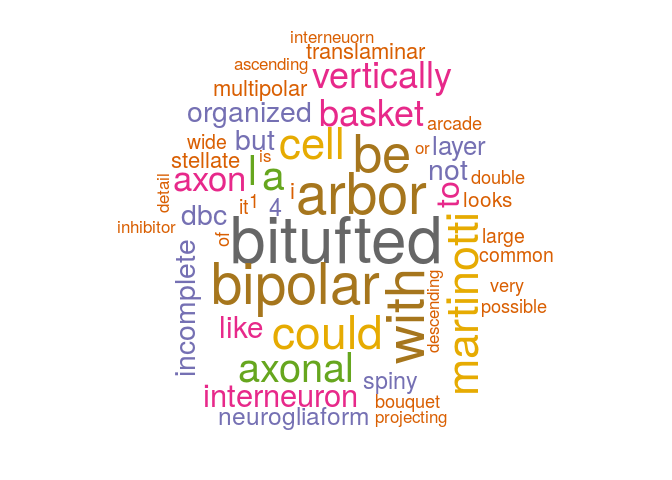 interneuorn
translaminar
ascending
vertically
multipolar
organized
basket
arcade
wide
but
cell
be
or
layer
stellate
is
not
axon
l
a
i
arbor
to
double
detail
it
1
4
looks
dbc
inhibitor
of
bitufted
large
common
martinotti
incomplete
bipolar
with
descending
very
possible
like
could
axonal
spiny
interneuron
bouquet
neurogliaform
projecting